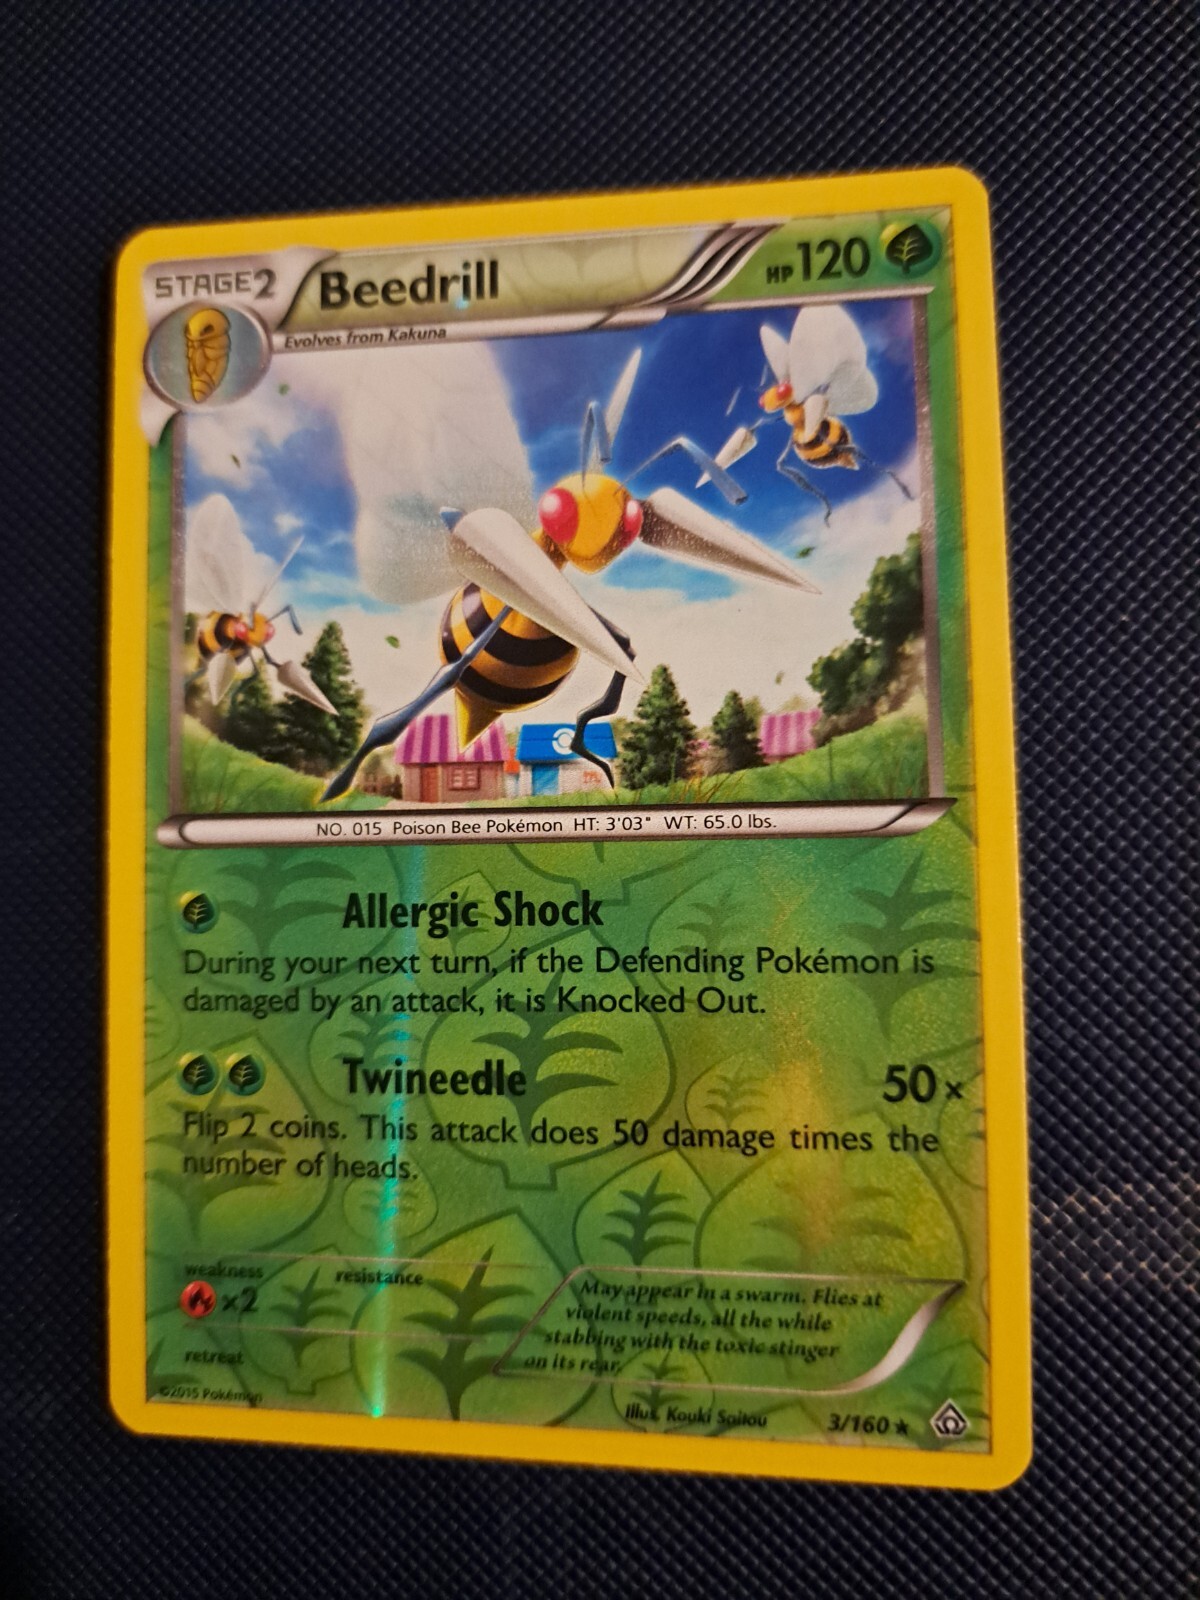 STAGE2 Beedrill HP120
Evolves from Kakuna
NO. 015 Poison Bee Pokémon HT: 3'03" WT: 65.0 lbs.
Allergic Shock
During your next turn, if the Defending Pokémon is
damaged by an attack, it is Knocked Out.
Twineedle 50x
Flip 2 coins. This attack does 50 damage times the
number of heads.
weakness resistance
x2
retreat
May appear in a swarm. Flies at
violent speeds, all the while
stabbing with the toxic stinger
on its rear.
©2015 Pokémon
Illus. Kouki Saitou 3/160 ★